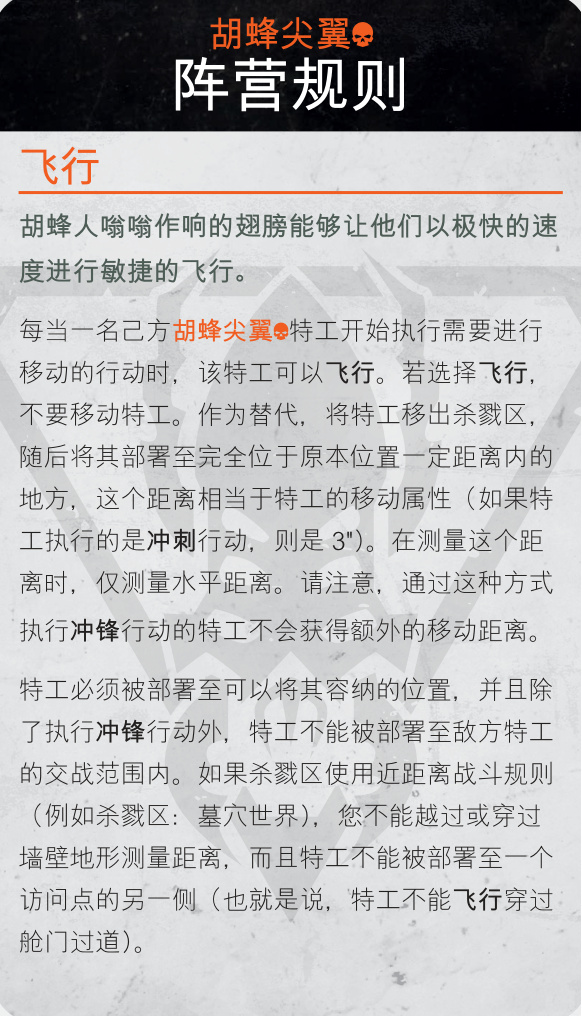 胡蜂尖翼
阵营规则
飞行
胡蜂人嗡嗡作响的翅膀能够让他们以极快的速
度进行敏捷的飞行。
每当一名己方胡蜂尖翼特工开始执行需要进行
移动的行动时，该特工可以飞行。若选择飞行，
不要移动特工。作为替代，将特工移出杀戮区，
随后将其部署至完全位于原本位置一定距离内的
地方，这个距离相当于特工的移动属性（如果特
工执行的是冲刺行动，则是 3"）。在测量这个距
离时，仅测量水平距离。请注意，通过这种方式
执行冲锋行动的特工不会获得额外的移动距离。
特工必须被部署至可以将其容纳的位置，并且除
了执行冲锋行动外，特工不能被部署至敌方特工
的交战范围内。如果杀戮区使用近距离战斗规则
（例如杀戮区：墓穴世界），您不能越过或穿过
墙壁地形测量距离，而且特工不能被部署至一个
访问点的另一侧（也就是说，特工不能飞行穿过
舱门过道）。